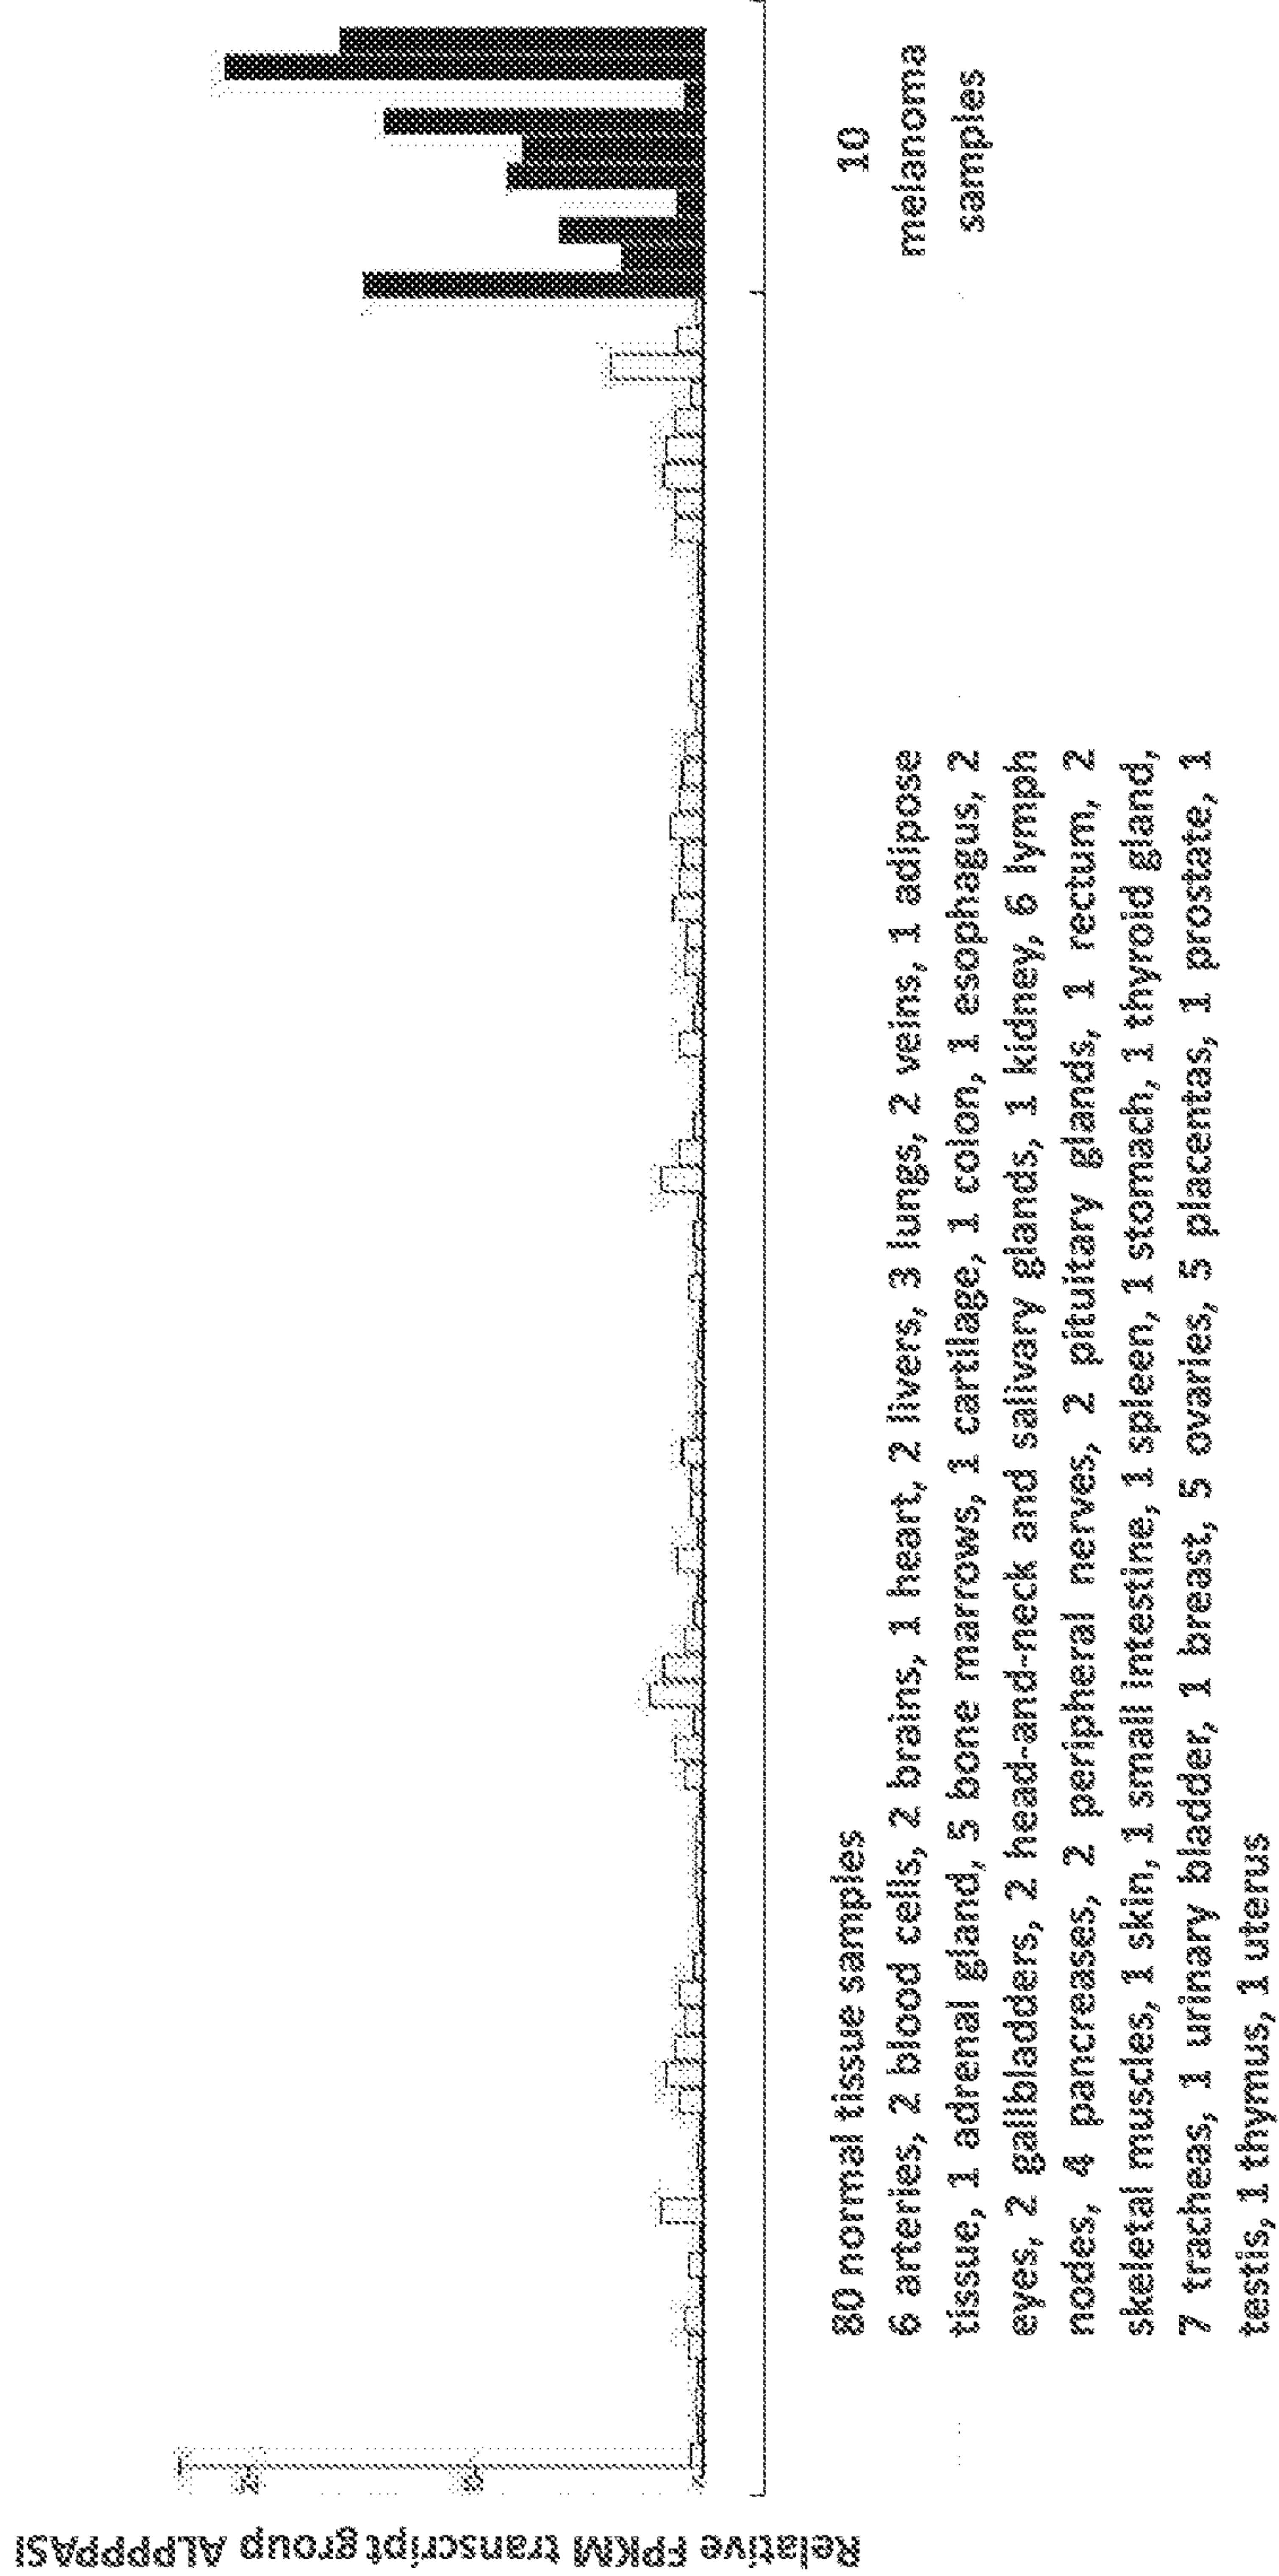 Relative FPKM transcript group ALPPPPASI
80 normal tissue samples
6 arteries, 2 blood cells, 2 brains, 1 heart, 2 livers, 3 lungs, 2 veins, 1 adipose
tissue, 1 adrenal gland, 5 bone marrows, 1 cartilage, 1 colon, 1 esophagus, 2
eyes, 2 gallbladders, 2 head-and-neck and salivary glands, 1 kidney, 6 lymph
nodes, 4 pancreases, 2 peripheral nerves, 2 pituitary glands, 1 rectum, 2
skeletal muscles, 1 skin, 1 small intestine, 1 spleen, 1 stomach, 1 thyroid gland,
7 tracheas, 1 urinary bladder, 1 breast, 5 ovaries, 5 placentas, 1 prostate, 1
testis, 1 thymus, 1 uterus
10
melanoma
samples